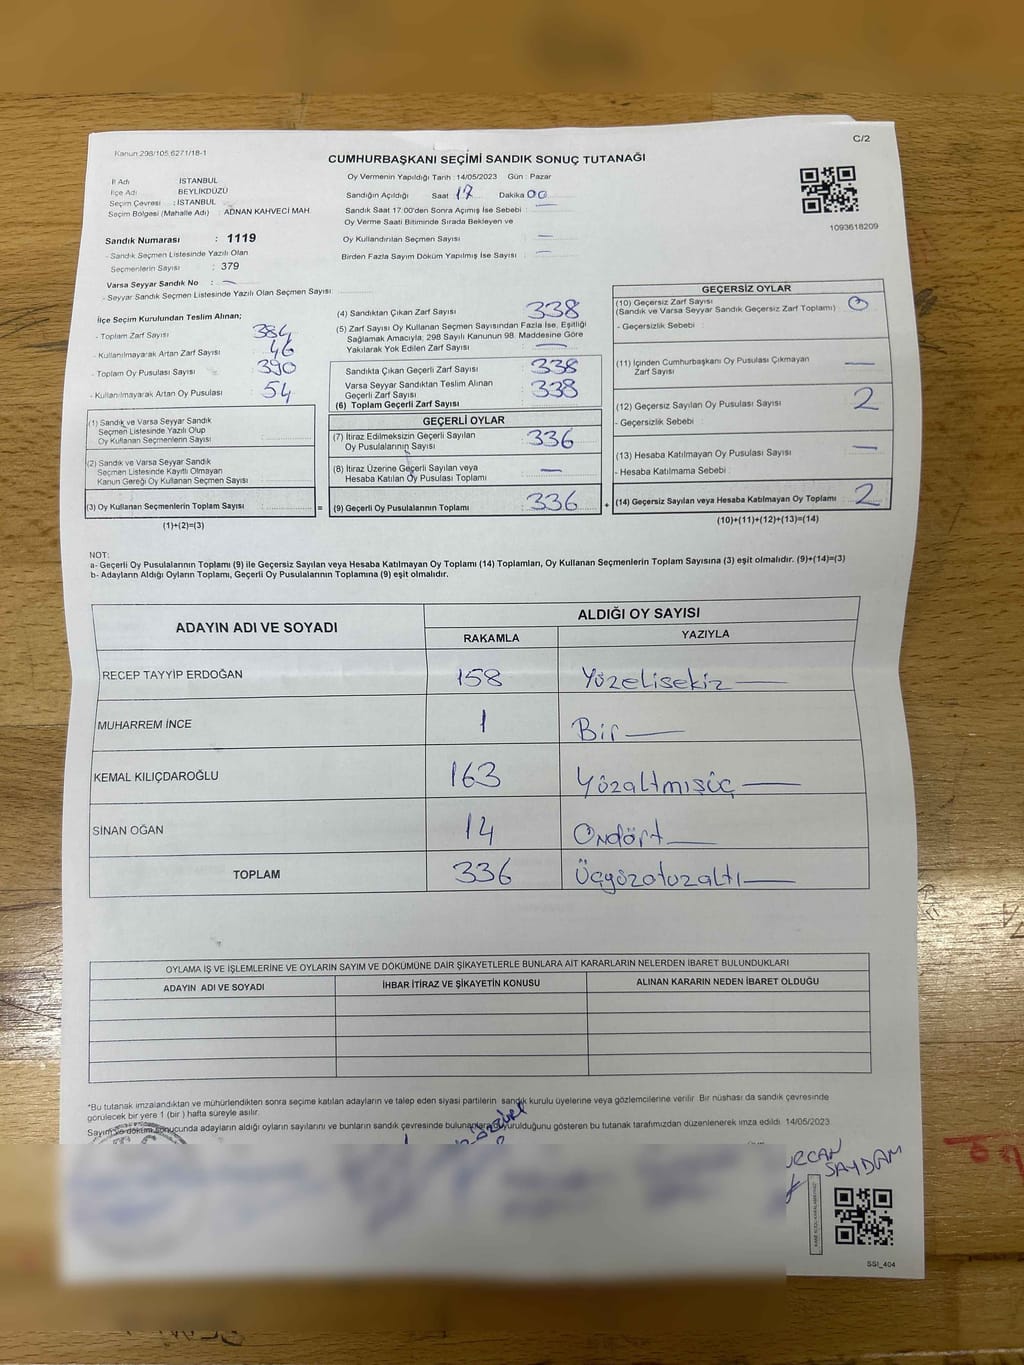 C/2
Kanun 298/105 6271/18-1
CUMHURBAŞKANI SEÇİMİ SANDIK SONUÇ TUTANAĞI
İl Adı İSTANBUL
İlçe Adı BEYLİKDÜZÜ
Seçim Çevresi : İSTANBUL
Seçim Bölgesi (Mahalle Adı) : ADNAN KAHVECİ MAH.
Oy Vermenin Yapıldığı Tarih : 14/05/2023 Gün : Pazar
Sandığın Açıldığı Saat 17 Dakika 00
Sandık Saat 17:00'den Sonra Açımış İse Sebebi :
Oy Verme Saati Bitiminde Sırada Bekleyen ve
Oy Kullandırılan Seçmen Sayısı : —
Birden Fazla Sayım Döküm Yapılmış İse Sayısı : —
1093618209
Sandık Numarası : 1119
- Sandık Seçmen Listesinde Yazılı Olan
Seçmenlerin Sayısı : 379
Varsa Seyyar Sandık No : —
- Seyyar Sandık Seçmen Listesinde Yazılı Olan Seçmen Sayısı:
İlçe Seçim Kurulundan Teslim Alınan;
- Toplam Zarf Sayısı 384
- Kullanılmayarak Artan Zarf Sayısı : 46
- Toplam Oy Pusulası Sayısı : 390
- Kullanılmayarak Artan Oy Pusulası : 54
(1) Sandık ve Varsa Seyyar Sandık
Seçmen Listesinde Yazılı Olup
Oy Kullanan Seçmenlerin Sayısı :
(2) Sandık ve Varsa Seyyar Sandık
Seçmen Listesinde Kayıtlı Olmayan
Kanun Gereği Oy Kullanan Seçmen Sayısı :
(3) Oy Kullanan Seçmenlerin Toplam Sayısı : =
(1)+(2)=(3)
(4) Sandıktan Çıkan Zarf Sayısı : 338
(5) Zarf Sayısı Oy Kullanan Seçmen Sayısından Fazla İse, Eşitliği
Sağlamak Amacıyla; 298 Sayılı Kanunun 98. Maddesine Göre
Yakılarak Yok Edilen Zarf Sayısı : —
Sandıkta Çıkan Geçerli Zarf Sayısı : 338
Varsa Seyyar Sandıktan Teslim Alınan
Geçerli Zarf Sayısı : 338
(6) Toplam Geçerli Zarf Sayısı :
GEÇERLİ OYLAR
(7) İtiraz Edilmeksizin Geçerli Sayılan
Oy Pusulalarının Sayısı : 336
(8) İtiraz Üzerine Geçerli Sayılan veya
Hesaba Katılan Oy Pusulası Toplamı : —
(9) Geçerli Oy Pusulalarının Toplamı : 336 +
GEÇERSİZ OYLAR
(10) Geçersiz Zarf Sayısı
(Sandık ve Varsa Seyyar Sandık Geçersiz Zarf Toplamı) : 0
- Geçersizlik Sebebi :
(11) İçinden Cumhurbaşkanı Oy Pusulası Çıkmayan
Zarf Sayısı : —
(12) Geçersiz Sayılan Oy Pusulası Sayısı : 2
- Geçersizlik Sebebi :
(13) Hesaba Katılmayan Oy Pusulası Sayısı : —
- Hesaba Katılmama Sebebi :
(14) Geçersiz Sayılan veya Hesaba Katılmayan Oy Toplamı : 2
(10)+(11)+(12)+(13)=(14)
NOT:
a- Geçerli Oy Pusulalarının Toplamı (9) ile Geçersiz Sayılan veya Hesaba Katılmayan Oy Toplamı (14) Toplamları, Oy Kullanan Seçmenlerin Toplam Sayısına (3) eşit olmalıdır. (9)+(14)=(3)
b- Adayların Aldığı Oyların Toplamı, Geçerli Oy Pusulalarının Toplamına (9) eşit olmalıdır.
ADAYIN ADI VE SOYADI ALDIĞI OY SAYISI
RAKAMLA YAZIYLA
RECEP TAYYİP ERDOĞAN 158 Yüzelisekiz
MUHARREM İNCE 1 Bir
KEMAL KILIÇDAROĞLU 163 Yüzaltmışüç
SİNAN OĞAN 14 Ondört
TOPLAM 336 Üçyüzotuzaltı
OYLAMA İŞ VE İŞLEMLERİNE VE OYLARIN SAYIM VE DÖKÜMÜNE DAİR ŞİKAYETLERLE BUNLARA AİT KARARLARIN NELERDEN İBARET BULUNDUKLARI
ADAYIN ADI VE SOYADI İHBAR İTİRAZ VE ŞİKAYETİN KONUSU ALINAN KARARIN NEDEN İBARET OLDUĞU
*Bu tutanak imzalandıktan ve mühürlendikten sonra seçime katılan adayların ve talep eden siyasi partilerin sandık kurulu üyelerine veya gözlemcilerine verilir. Bir nüshası da sandık çevresinde
görülecek bir yere 1 (bir) hafta süreyle asılır.
Sayım ve döküm sonucunda adayların aldığı oyların sayılarını ve bunların sandık çevresinde bulunanlara duyurulduğunu gösteren bu tutanak tarafımızdan düzenlenerek imza edildi. 14/05/2023
T.C.
SAYDAM
SSI_404